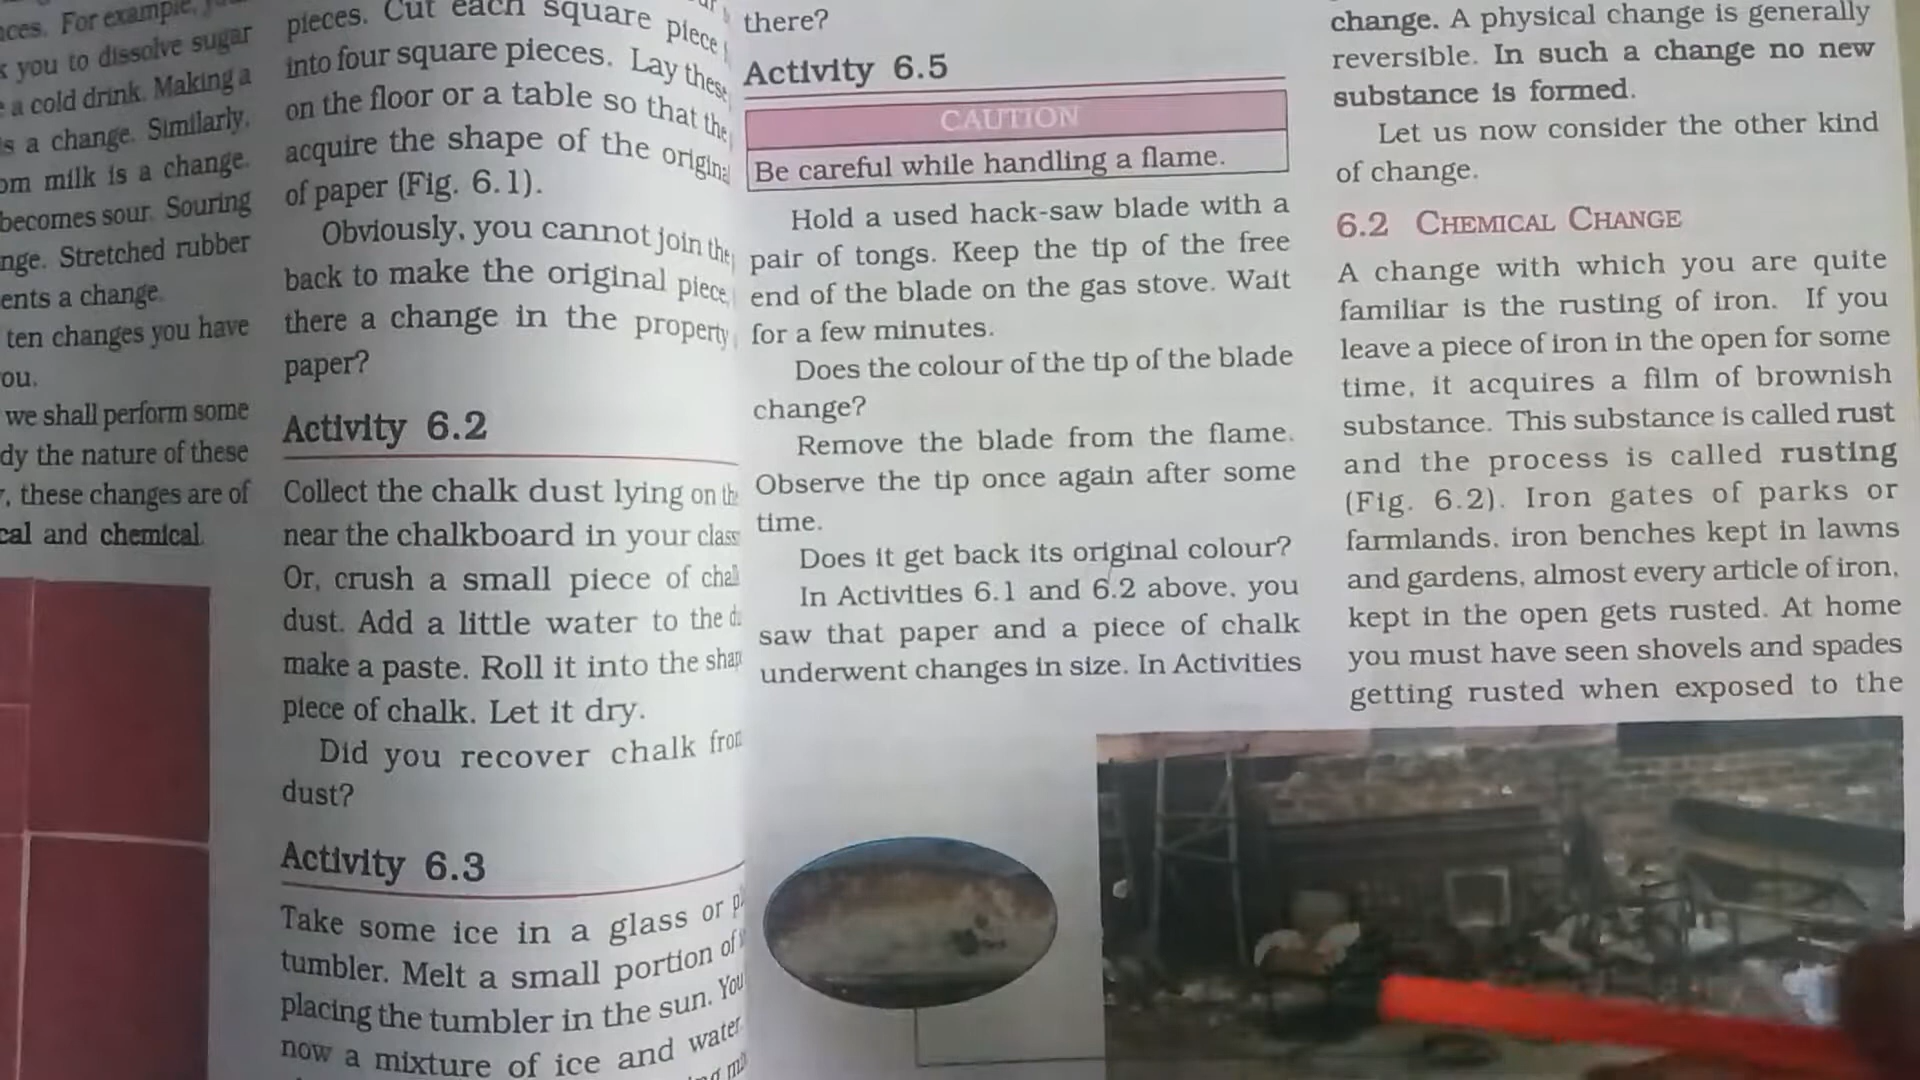 For example,
you to dissolve sugar
a cold drink. Making a
a change. Similarly,
milk is a change.
becomes sour. Souring
Stretched rubber
a change.
ten changes you have
we shall perform some
the nature of these
, these changes are of
and chemical
pieces. Cut each square piece
into four square pieces. Lay these
on the floor or a table so that the
acquire the shape of the
of paper (Fig. 6.1).
Obviously, you cannot join the
back to make the original piece,
there a change in the property
paper?
Activity 6.2
Collect the chalk dust lying on
near the chalkboard in your
Or, crush a small piece of
dust. Add a little water to the
make a paste. Roll it into the
piece of chalk. Let it dry.
Did you recover chalk
dust?
Activity 6.3
Take some ice in a glass or
tumbler. Melt a small portion of
placing the tumbler in the sun. You
now a mixture of ice and water.
there?
Activity 6.5
CAUTION
Be careful while handling a flame.
Hold a used hack-saw blade with a
pair of tongs. Keep the tip of the free
end of the blade on the gas stove. Wait
for a few minutes.
Does the colour of the tip of the blade
change?
Remove the blade from the flame.
Observe the tip once again after some
time.
Does it get back its original colour?
In Activities 6.1 and 6.2 above, you
saw that paper and a piece of chalk
underwent changes in size. In Activities
change. A physical change is generally
reversible. In such a change no new
substance is formed.
Let us now consider the other kind
of change.
6.2 CHEMICAL CHANGE
A change with which you are quite
familiar is the rusting of iron. If you
leave a piece of iron in the open for some
time, it acquires a film of brownish
substance. This substance is called rust
and the process is called rusting
(Fig. 6.2). Iron gates of parks or
farmlands, iron benches kept in lawns
and gardens, almost every article of iron,
kept in the open gets rusted. At home
you must have seen shovels and spades
getting rusted when exposed to the